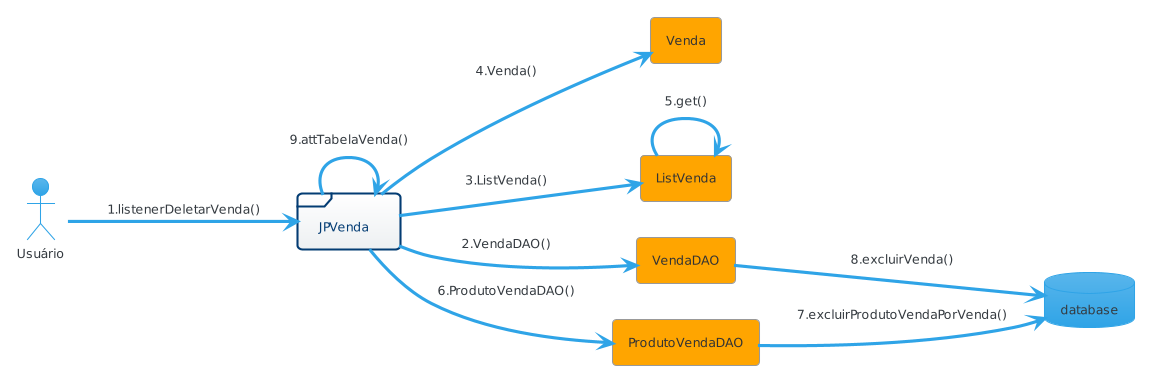 Venda
4.Venda()
5.get()
9.attTabelaVenda()
3.ListVenda()
ListVenda
1.listenerDeletarVenda()
JPVenda
Usuário
2.VendaDAO()
VendaDAO
8.excluirVenda()
6.ProdutoVendaDAO()
7.excluirProdutoVendaPorVenda()
database
ProdutoVendaDAO